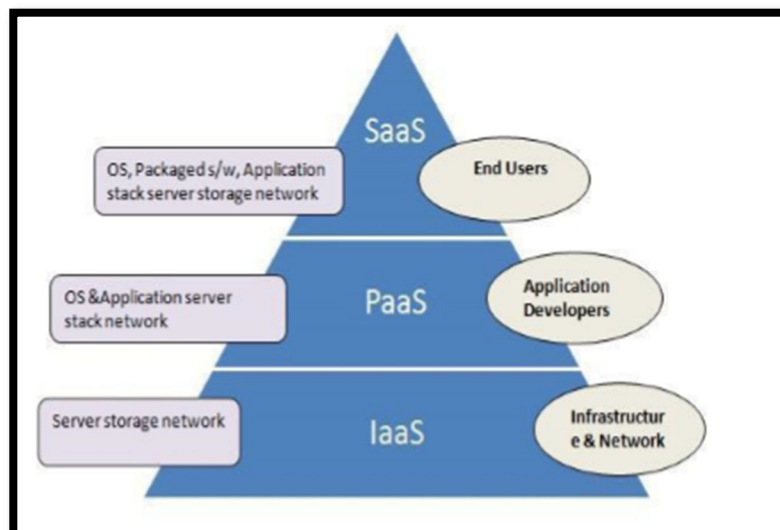 SaaS
OS, Packaged s/w, Application
stack server storage network
End Users
OS &Application server
stack network
PaaS
Application
Developers
Server storage network
IaaS
Infrastructur
e & Network